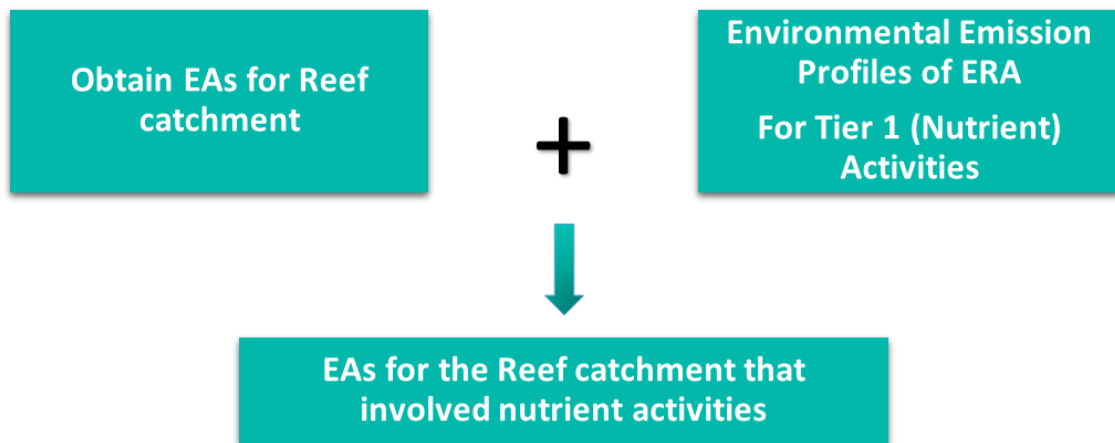 Obtain EAs for Reef
catchment
+
Environmental Emission
Profiles of ERA
For Tier 1 (Nutrient)
Activities
EAs for the Reef catchment that
involved nutrient activities